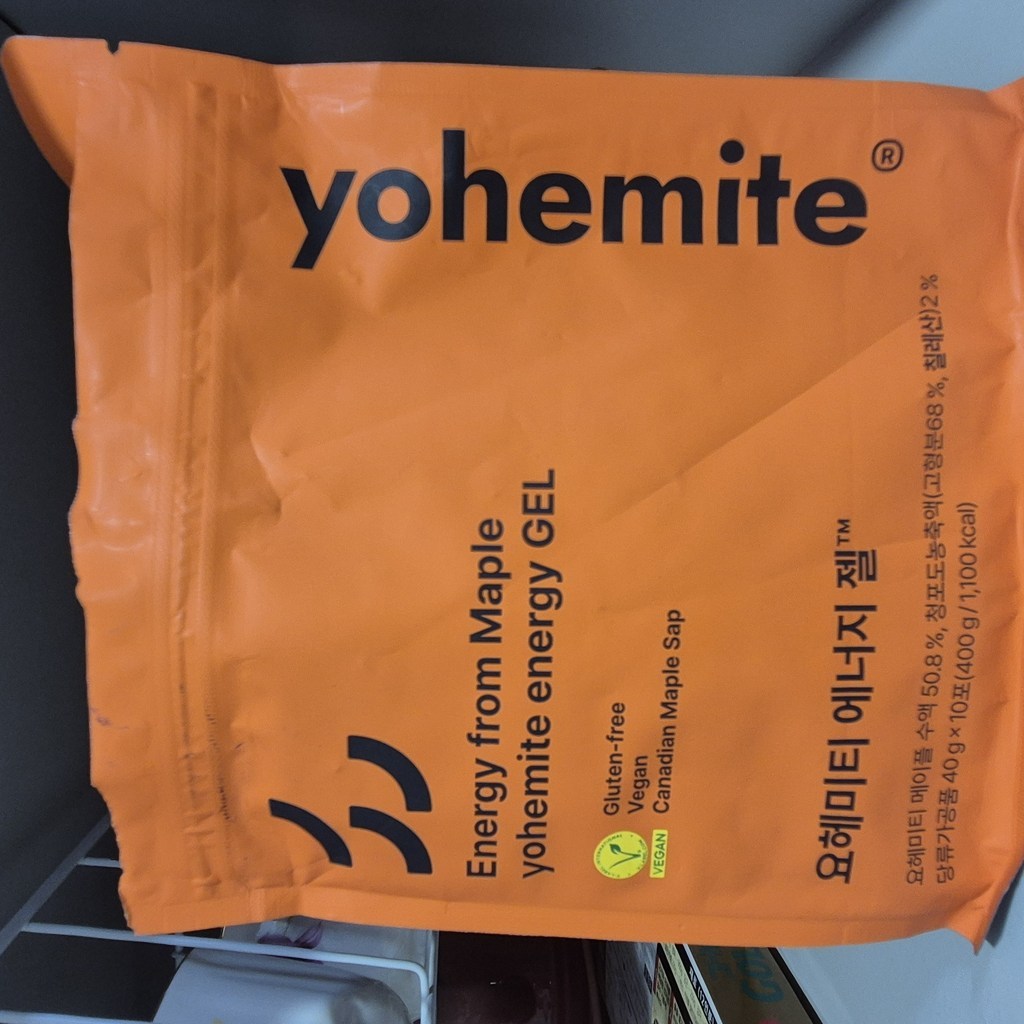 yohemite®
Energy from Maple
yohemite energy GEL
Gluten-free
Vegan
Canadian Maple Sap
VEGAN
요헤미티 에너지 젤™
요헤미티 메이플 수액 50.8 %, 청포도농축액(고형분68 %, 칠레산)2 %
당류가공품 40 g × 10포(400 g / 1,100 kcal)